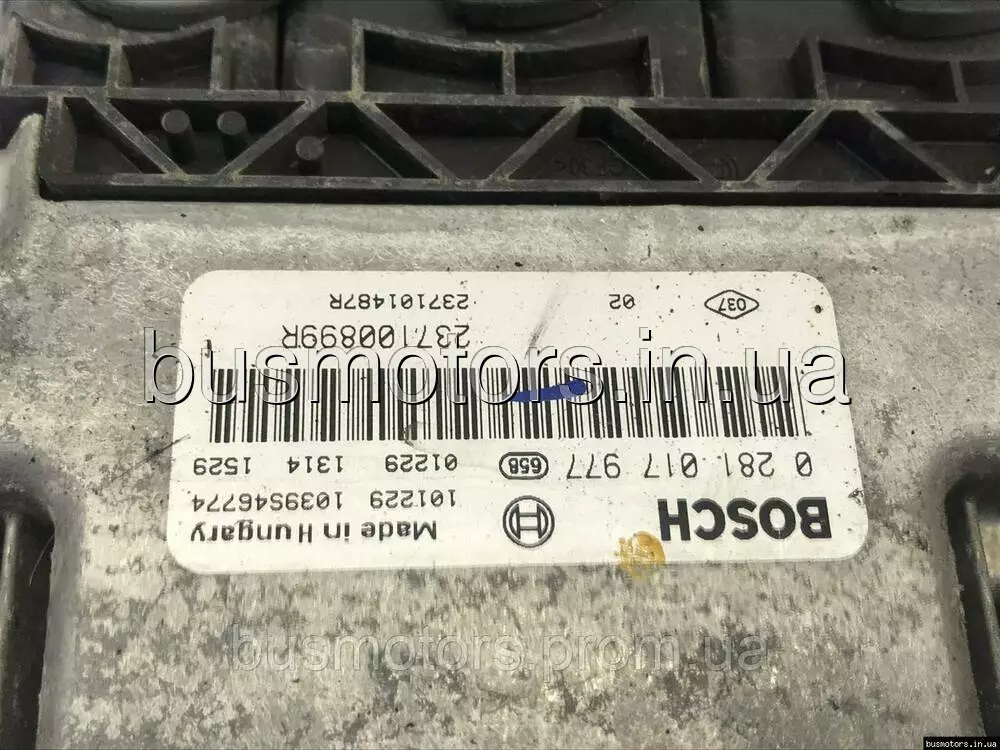 BOSCH
Made in Hungary
101229 1039S46774
0 281 017 977 65B 01229 1314 1529
237100899R
037 02 237101487R
busmotors.in.ua
busmotors.prom.ua
busmotors.in.ua